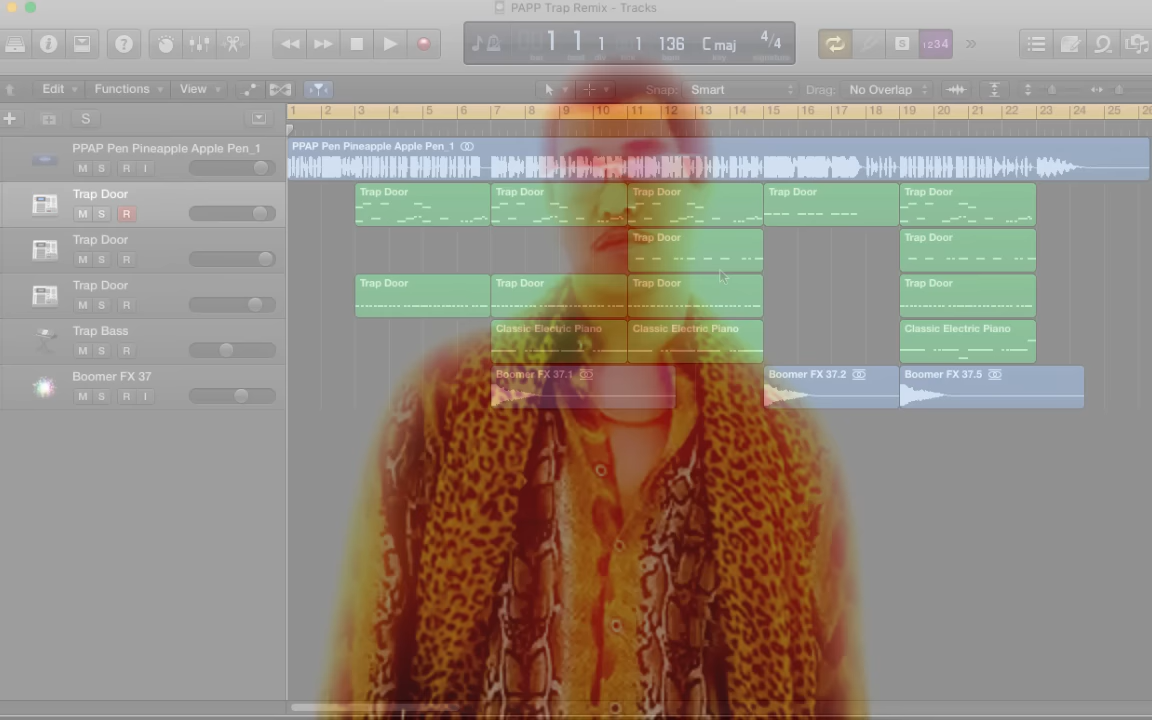 PAPP Trap Remix - Tracks
1 1 1 1 136 C maj 4/4
S 1234
Edit Functions View Snap: Smart Drag: No Overlap
S
1 2 3 4 5 6 7 8 9 10 11 12 13 14 15 16 17 18 19 20 21 22 23 24 25 26
PPAP Pen Pineapple Apple Pen_1
M S R I
PPAP Pen Pineapple Apple Pen_1
Trap Door
M S R
Trap Door Trap Door Trap Door Trap Door Trap Door
Trap Door
M S R
Trap Door Trap Door
Trap Door
M S R
Trap Door Trap Door Trap Door Trap Door
Trap Bass
M S R
Classic Electric Piano Classic Electric Piano Classic Electric Piano
Boomer FX 37
M S R I
Boomer FX 37.1 Boomer FX 37.2 Boomer FX 37.5